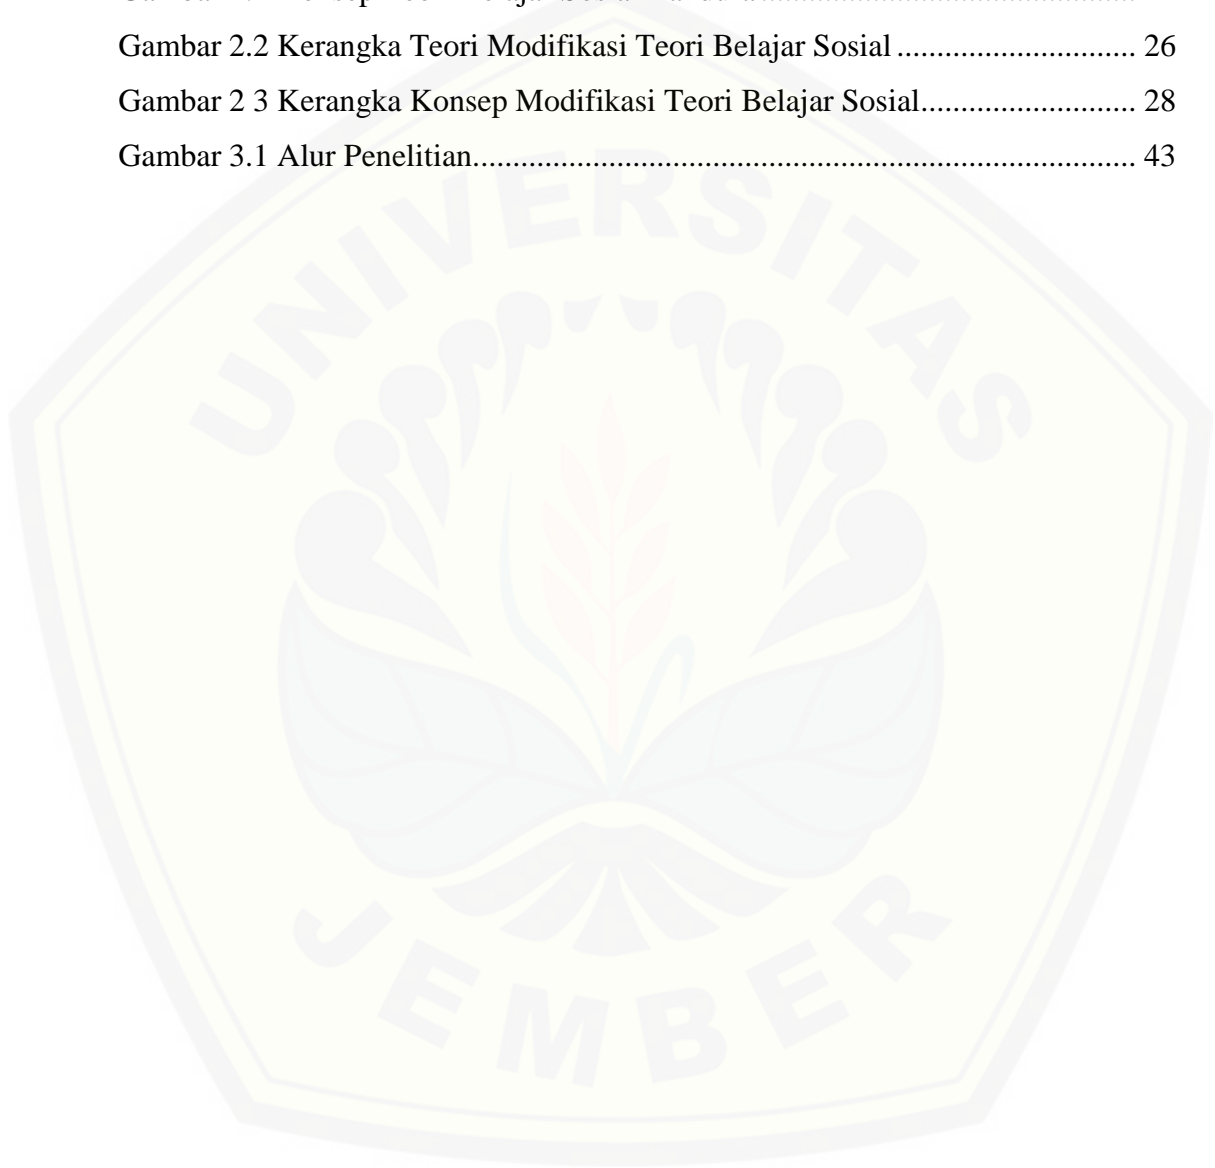 Gambar 2.2 Kerangka Teori Modifikasi Teori Belajar Sosial ............................ 26
Gambar 2 3 Kerangka Konsep Modifikasi Teori Belajar Sosial......................... 28
Gambar 3.1 Alur Penelitian............................................................................... 43
UNIVERSITAS
JEMBER